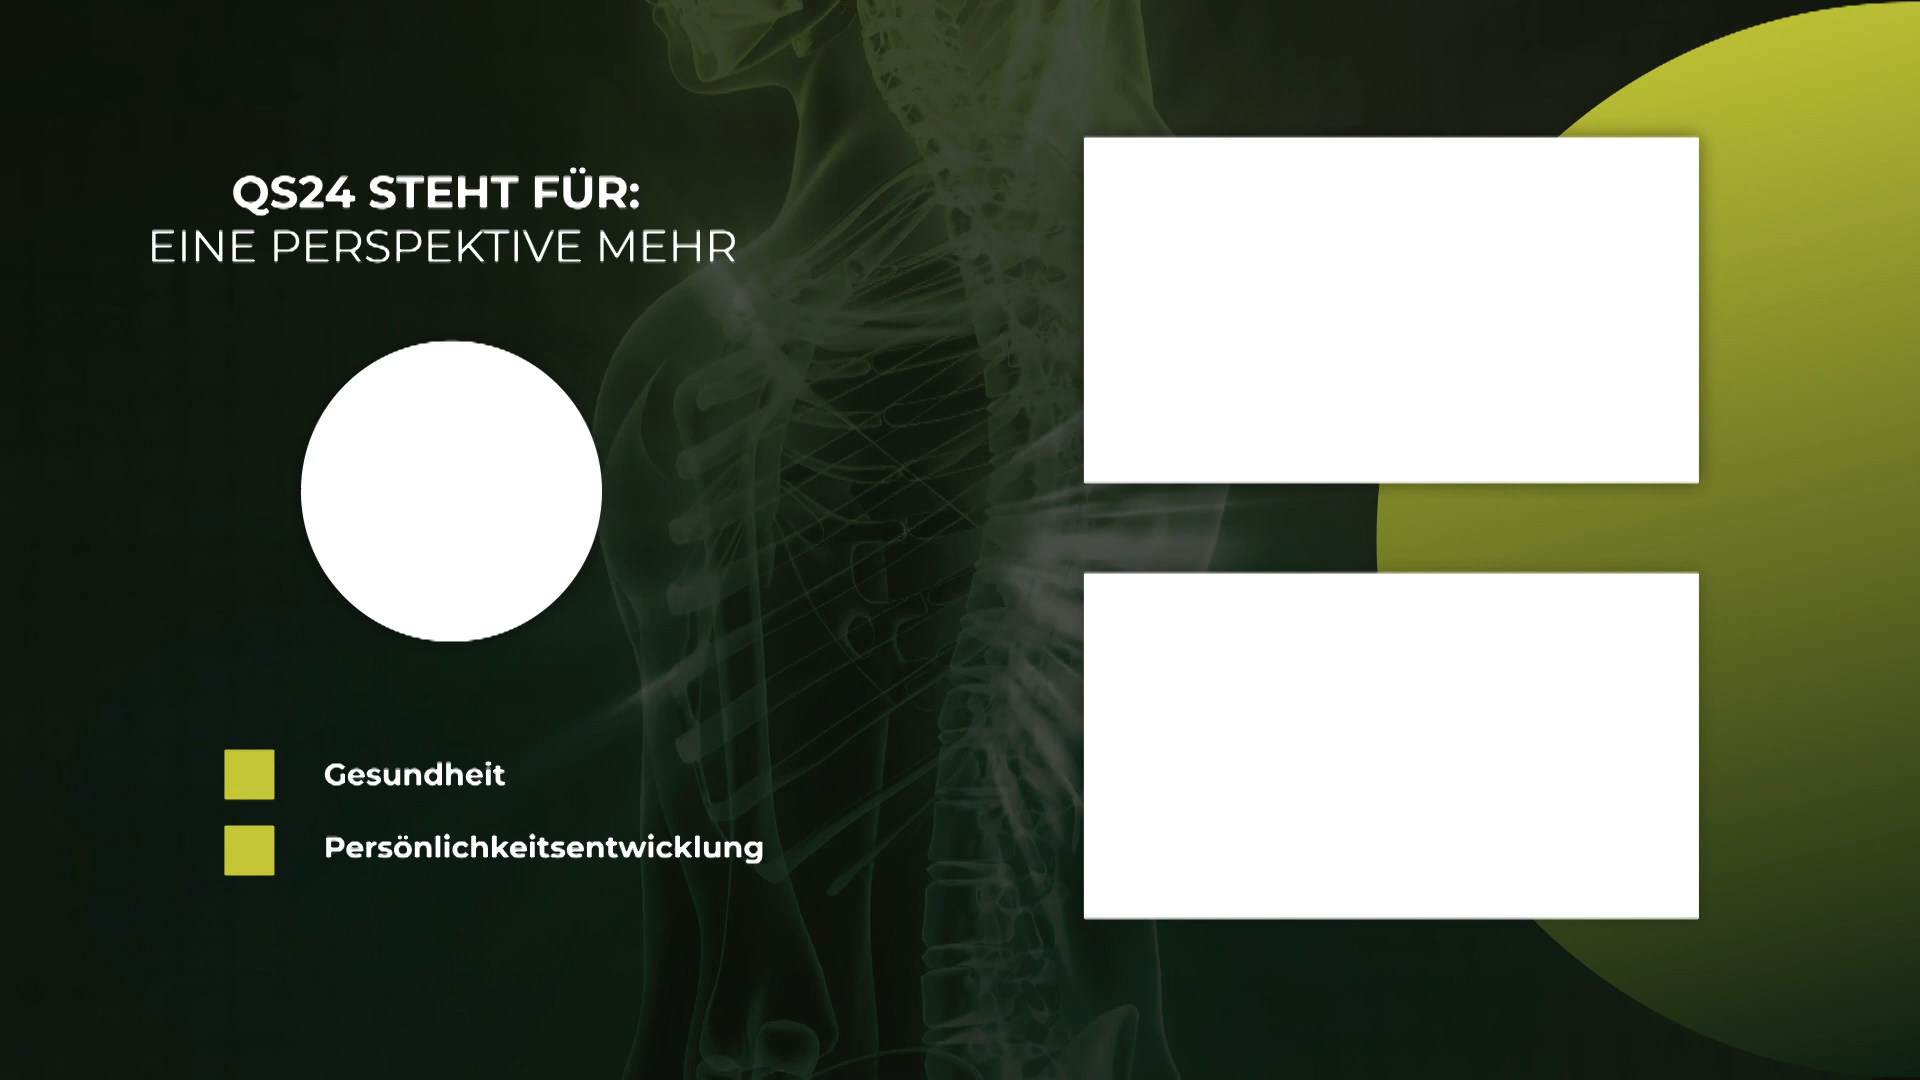 QS24 STEHT FÜR:
EINE PERSPEKTIVE MEHR
Gesundheit
Persönlichkeitsentwicklung